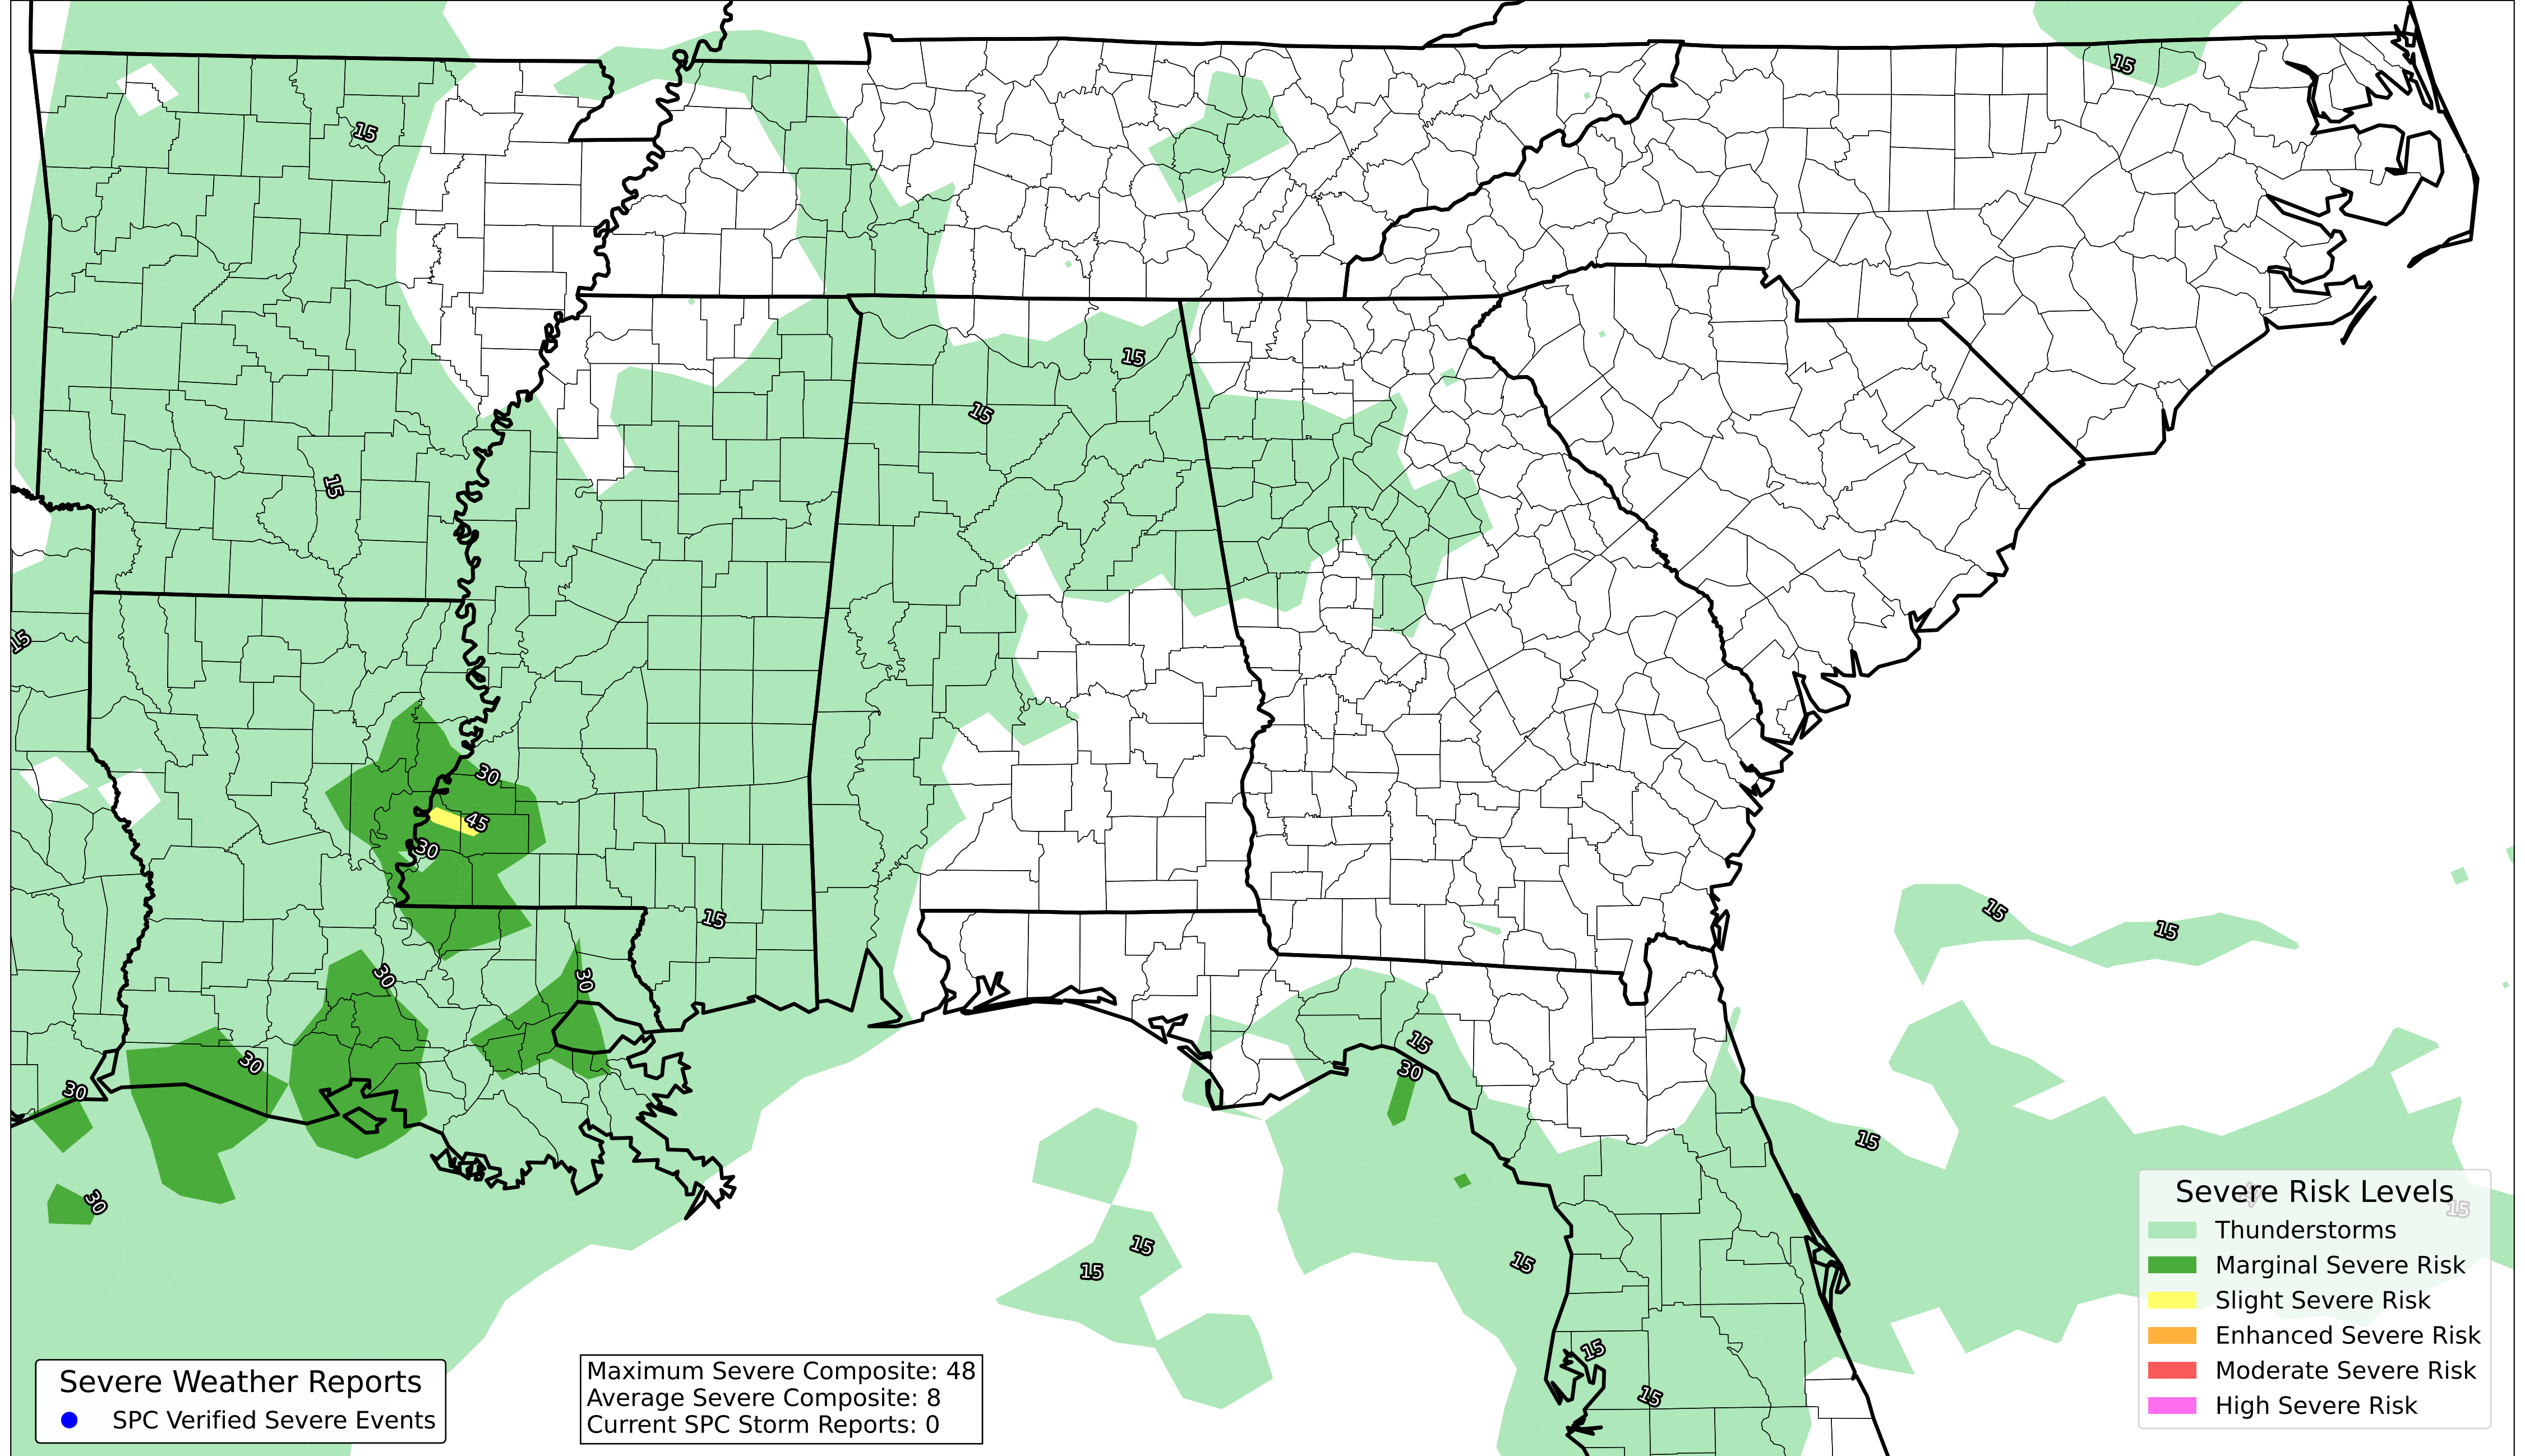 15
15
15
15
15
15
30
45
30
15
15
15
30
30
15
30
30
15
30
15
30
15
15
15
15
15
15
Severe Risk Levels
Thunderstorms
Marginal Severe Risk
Slight Severe Risk
Enhanced Severe Risk
Moderate Severe Risk
High Severe Risk
Severe Weather Reports
SPC Verified Severe Events
Maximum Severe Composite: 48
Average Severe Composite: 8
Current SPC Storm Reports: 0